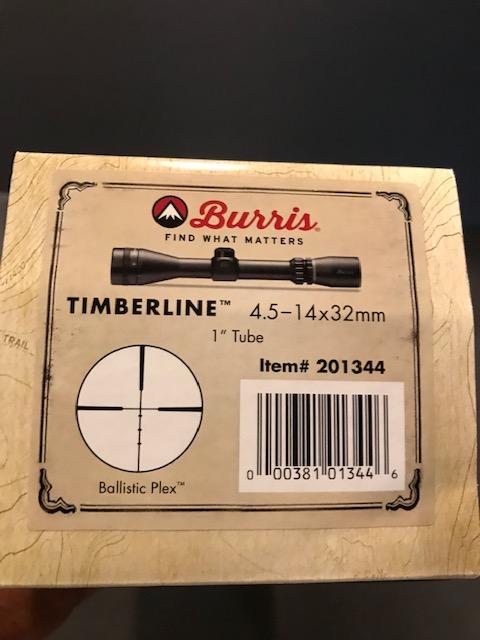 Burris®
FIND WHAT MATTERS
TIMBERLINE™ 4.5-14x32mm
1" Tube
Item# 201344
TRAIL
Ballistic Plex™
0 00381 01344 6